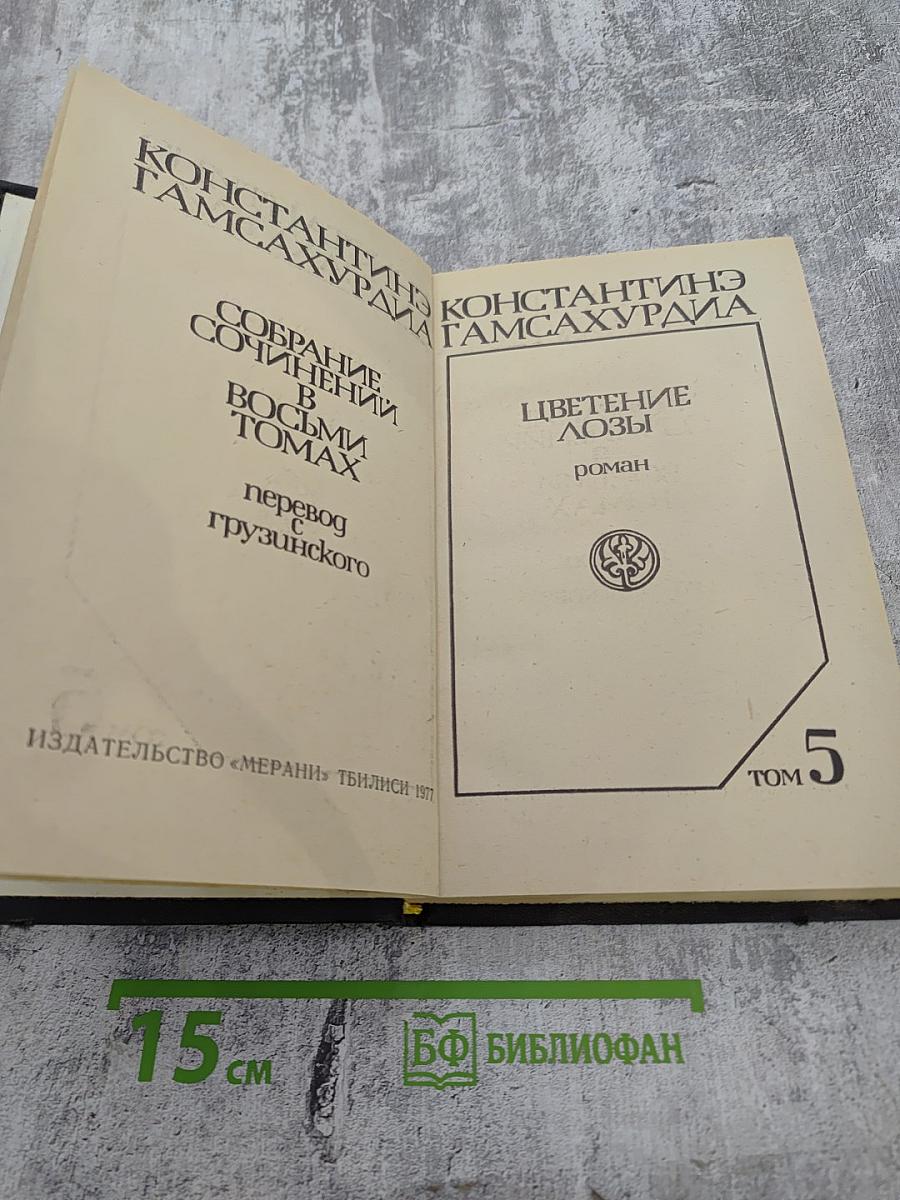 КОНСТАНТИНЭ
ГАМСАХУРДИА
СОБРАНИЕ
СОЧИНЕНИЙ
В
ВОСЬМИ
ТОМАХ
перевод
с
грузинского
ИЗДАТЕЛЬСТВО «МЕРАНИ» ТБИЛИСИ 1977
КОНСТАНТИНЭ
ГАМСАХУРДИА
ЦВЕТЕНИЕ
ЛОЗЫ
роман
ТОМ 5
15 см
БФ БИБЛИОФАН